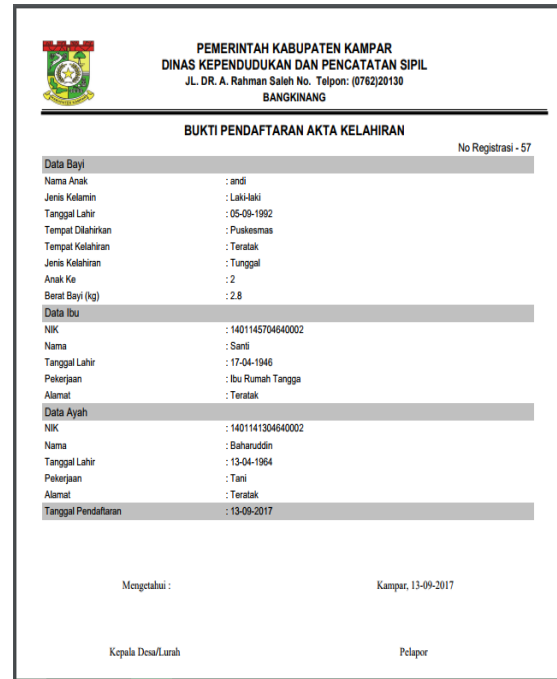 PEMERINTAH KABUPATEN KAMPAR
DINAS KEPENDUDUKAN DAN PENCATATAN SIPIL
JL. DR. A. Rahman Saleh No. Telpon: (0762)20130
BANGKINANG
BUKTI PENDAFTARAN AKTA KELAHIRAN
No Registrasi - 57
Data Bayi
Nama Anak : andi
Jenis Kelamin : Laki-laki
Tanggal Lahir : 05-09-1992
Tempat Dilahirkan : Puskesmas
Tempat Kelahiran : Teratak
Jenis Kelahiran : Tunggal
Anak Ke : 2
Berat Bayi (kg) : 2.8
Data Ibu
NIK : 1401145704640002
Nama : Santi
Tanggal Lahir : 17-04-1946
Pekerjaan : Ibu Rumah Tangga
Alamat : Teratak
Data Ayah
NIK : 1401141304640002
Nama : Baharuddin
Tanggal Lahir : 13-04-1964
Pekerjaan : Tani
Alamat : Teratak
Tanggal Pendaftaran : 13-09-2017
Mengetahui : Kampar, 13-09-2017
Kepala Desa/Lurah Pelapor